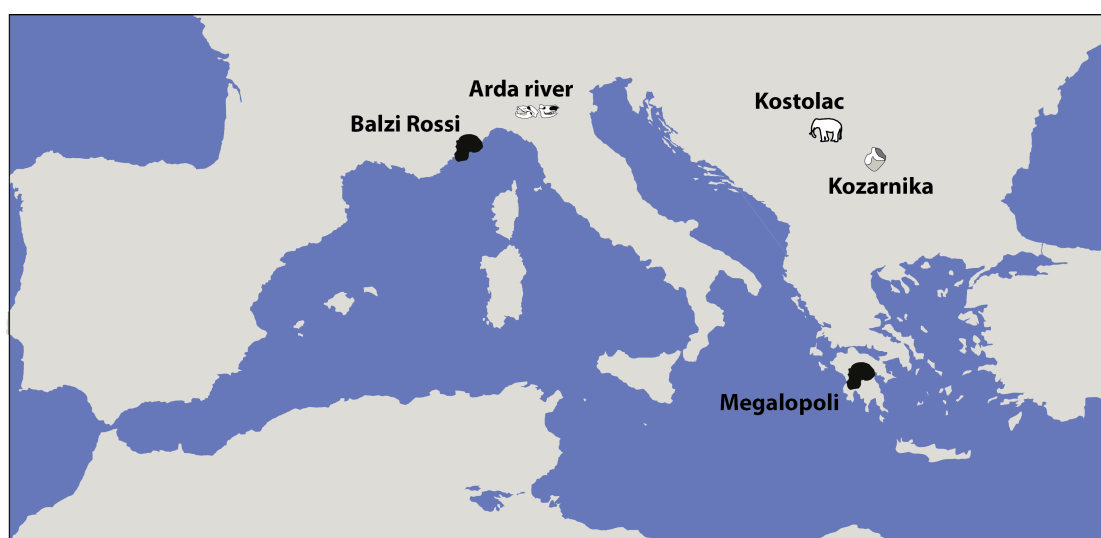 Arda river
Balzi Rossi
Kostolac
Kozarnika
Megalopoli